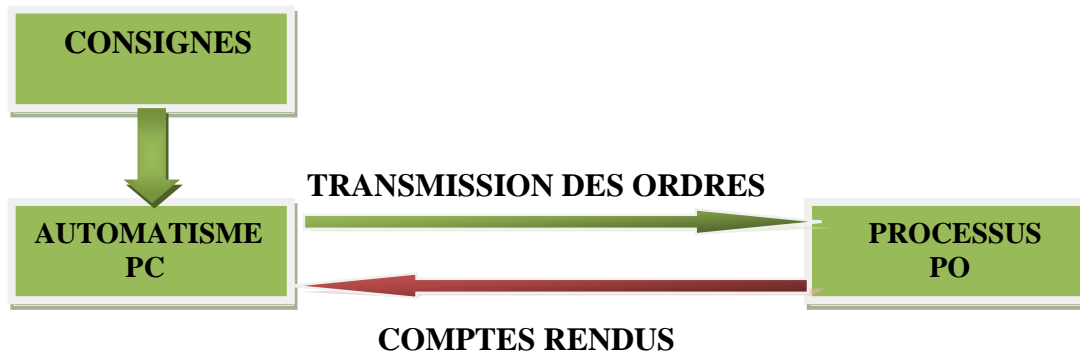 CONSIGNES
TRANSMISSION DES ORDRES
AUTOMATISME
PC
PROCESSUS
PO
COMPTES RENDUS